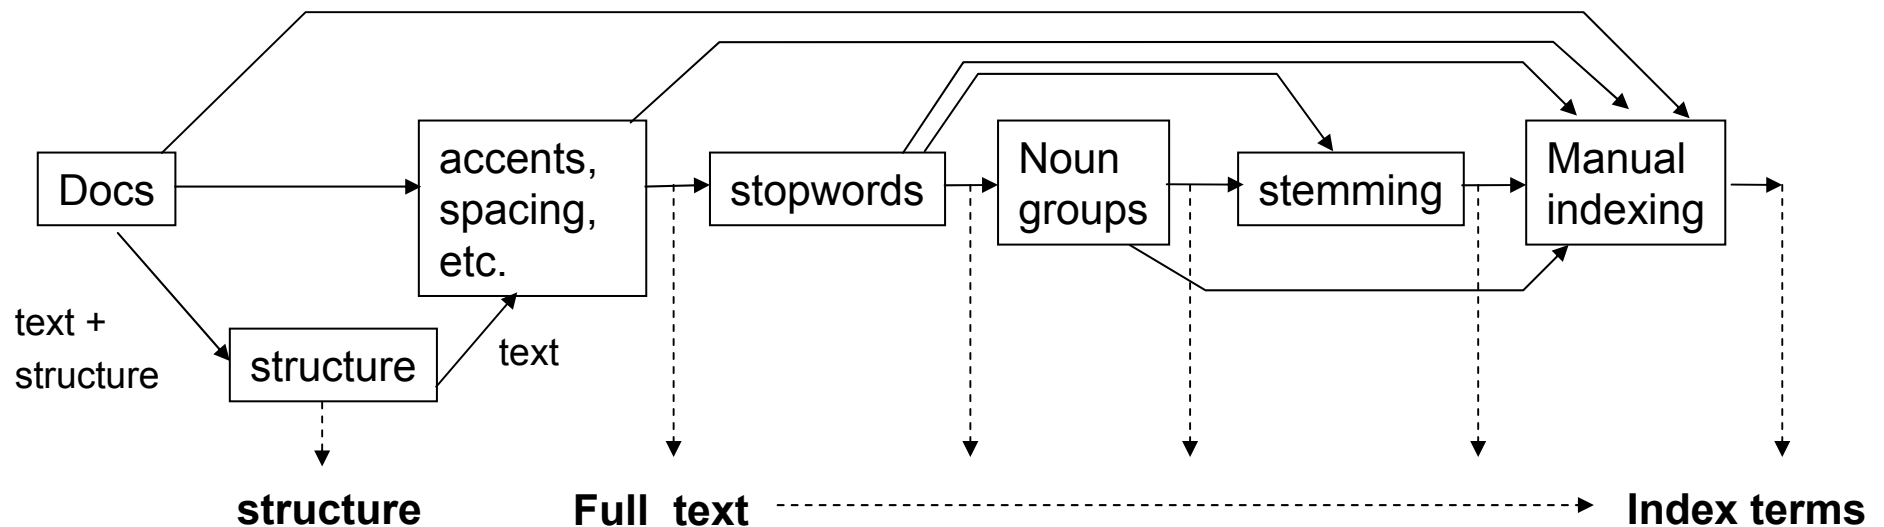 Docs
accents,
spacing,
etc.
stopwords
Noun
groups
stemming
Manual
indexing
text +
structure
structure
text
structure
Full text
Index terms